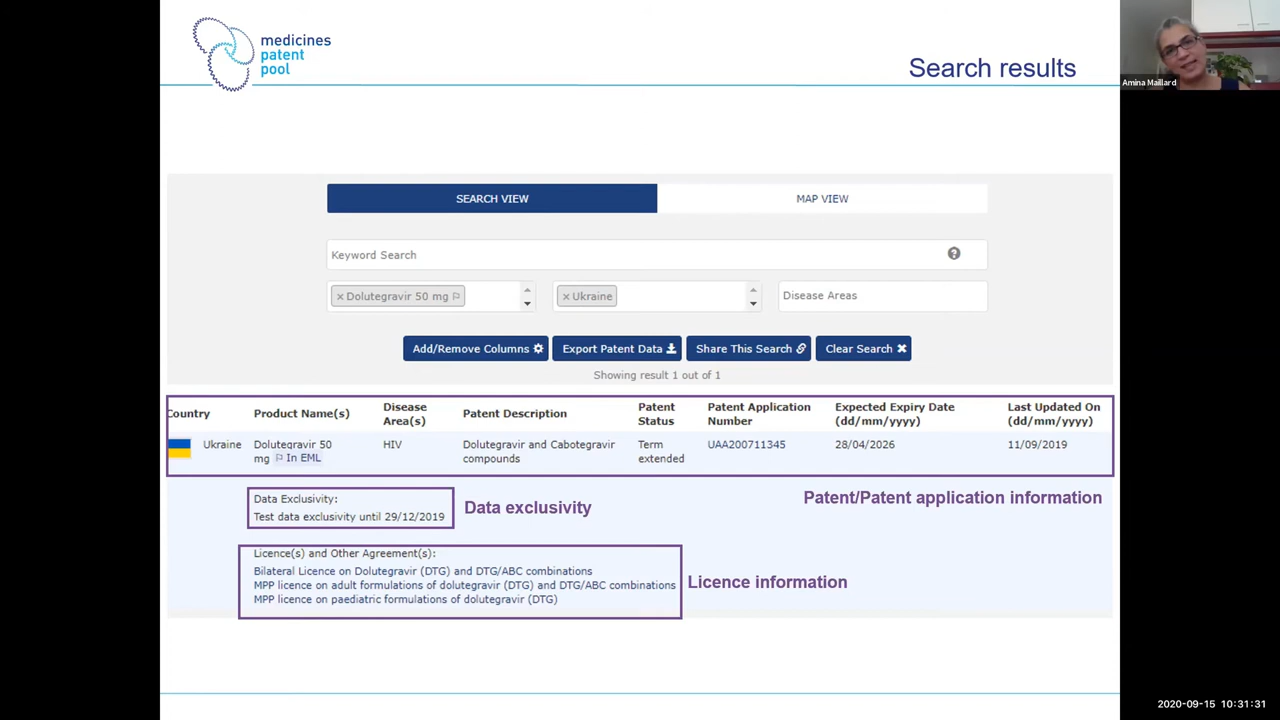 medicines
patent
pool
Search results
Amina Maillard
SEARCH VIEW
MAP VIEW
Keyword Search
× Dolutegravir 50 mg
× Ukraine
Disease Areas
Add/Remove Columns
Export Patent Data
Share This Search
Clear Search
Showing result 1 out of 1
Country Product Name(s) Disease Area(s) Patent Description Patent Status Patent Application Number Expected Expiry Date (dd/mm/yyyy) Last Updated On (dd/mm/yyyy)
Ukraine Dolutegravir 50 mg In EML HIV Dolutegravir and Cabotegravir compounds Term extended UAA200711345 28/04/2026 11/09/2019
Patent/Patent application information
Data Exclusivity:
Test data exclusivity until 29/12/2019
Data exclusivity
Licence(s) and Other Agreement(s):
Bilateral Licence on Dolutegravir (DTG) and DTG/ABC combinations
MPP licence on adult formulations of dolutegravir (DTG) and DTG/ABC combinations
MPP licence on paediatric formulations of dolutegravir (DTG)
Licence information
2020-09-15 10:31:31